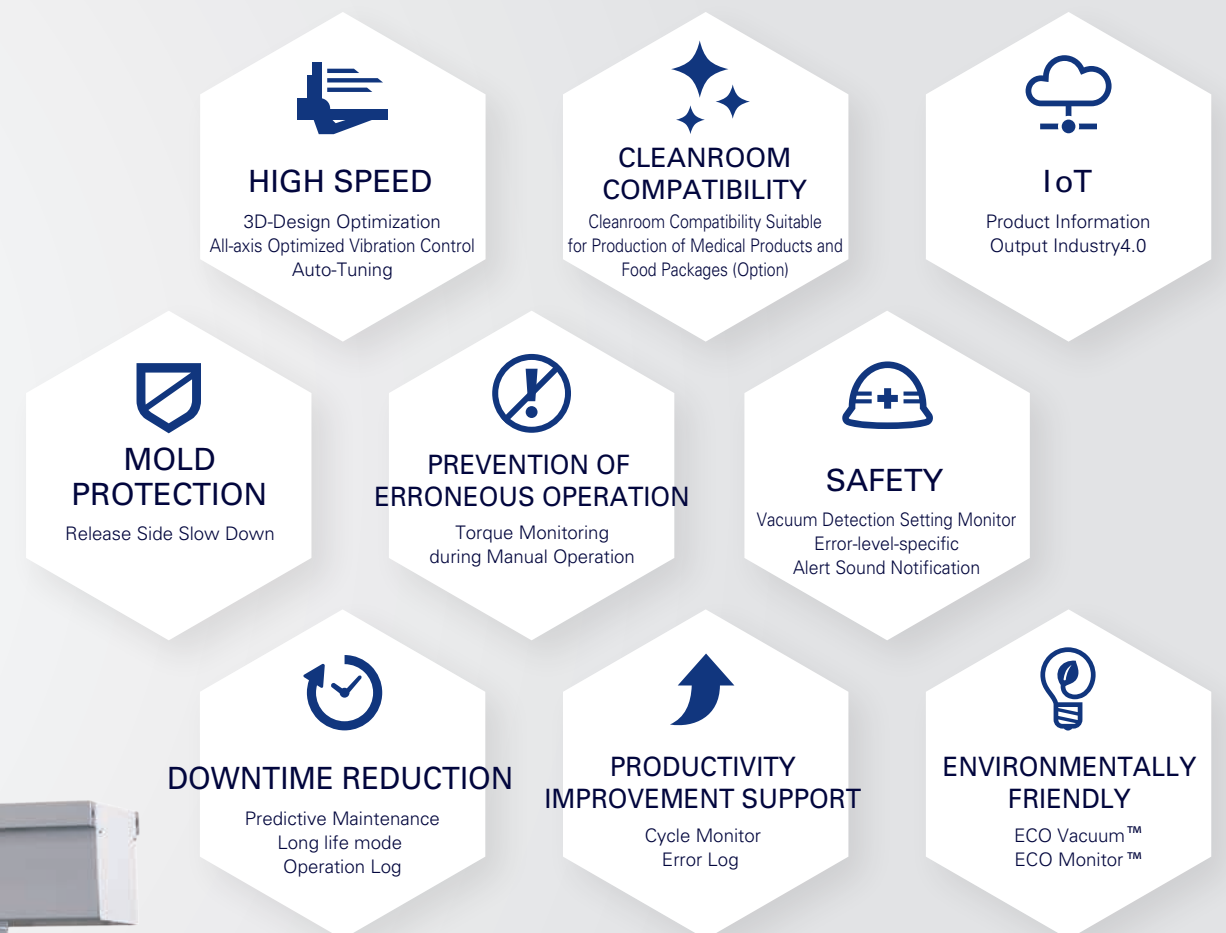 HIGH SPEED
3D-Design Optimization
All-axis Optimized Vibration Control
Auto-Tuning
CLEANROOM
COMPATIBILITY
Cleanroom Compatibility Suitable
for Production of Medical Products and
Food Packages (Option)
IoT
Product Information
Output Industry4.0
MOLD
PROTECTION
Release Side Slow Down
PREVENTION OF
ERRONEOUS OPERATION
Torque Monitoring
during Manual Operation
SAFETY
Vacuum Detection Setting Monitor
Error-level-specific
Alert Sound Notification
DOWNTIME REDUCTION
Predictive Maintenance
Long life mode
Operation Log
PRODUCTIVITY
IMPROVEMENT SUPPORT
Cycle Monitor
Error Log
ENVIRONMENTALLY
FRIENDLY
ECO Vacuum™
ECO Monitor™